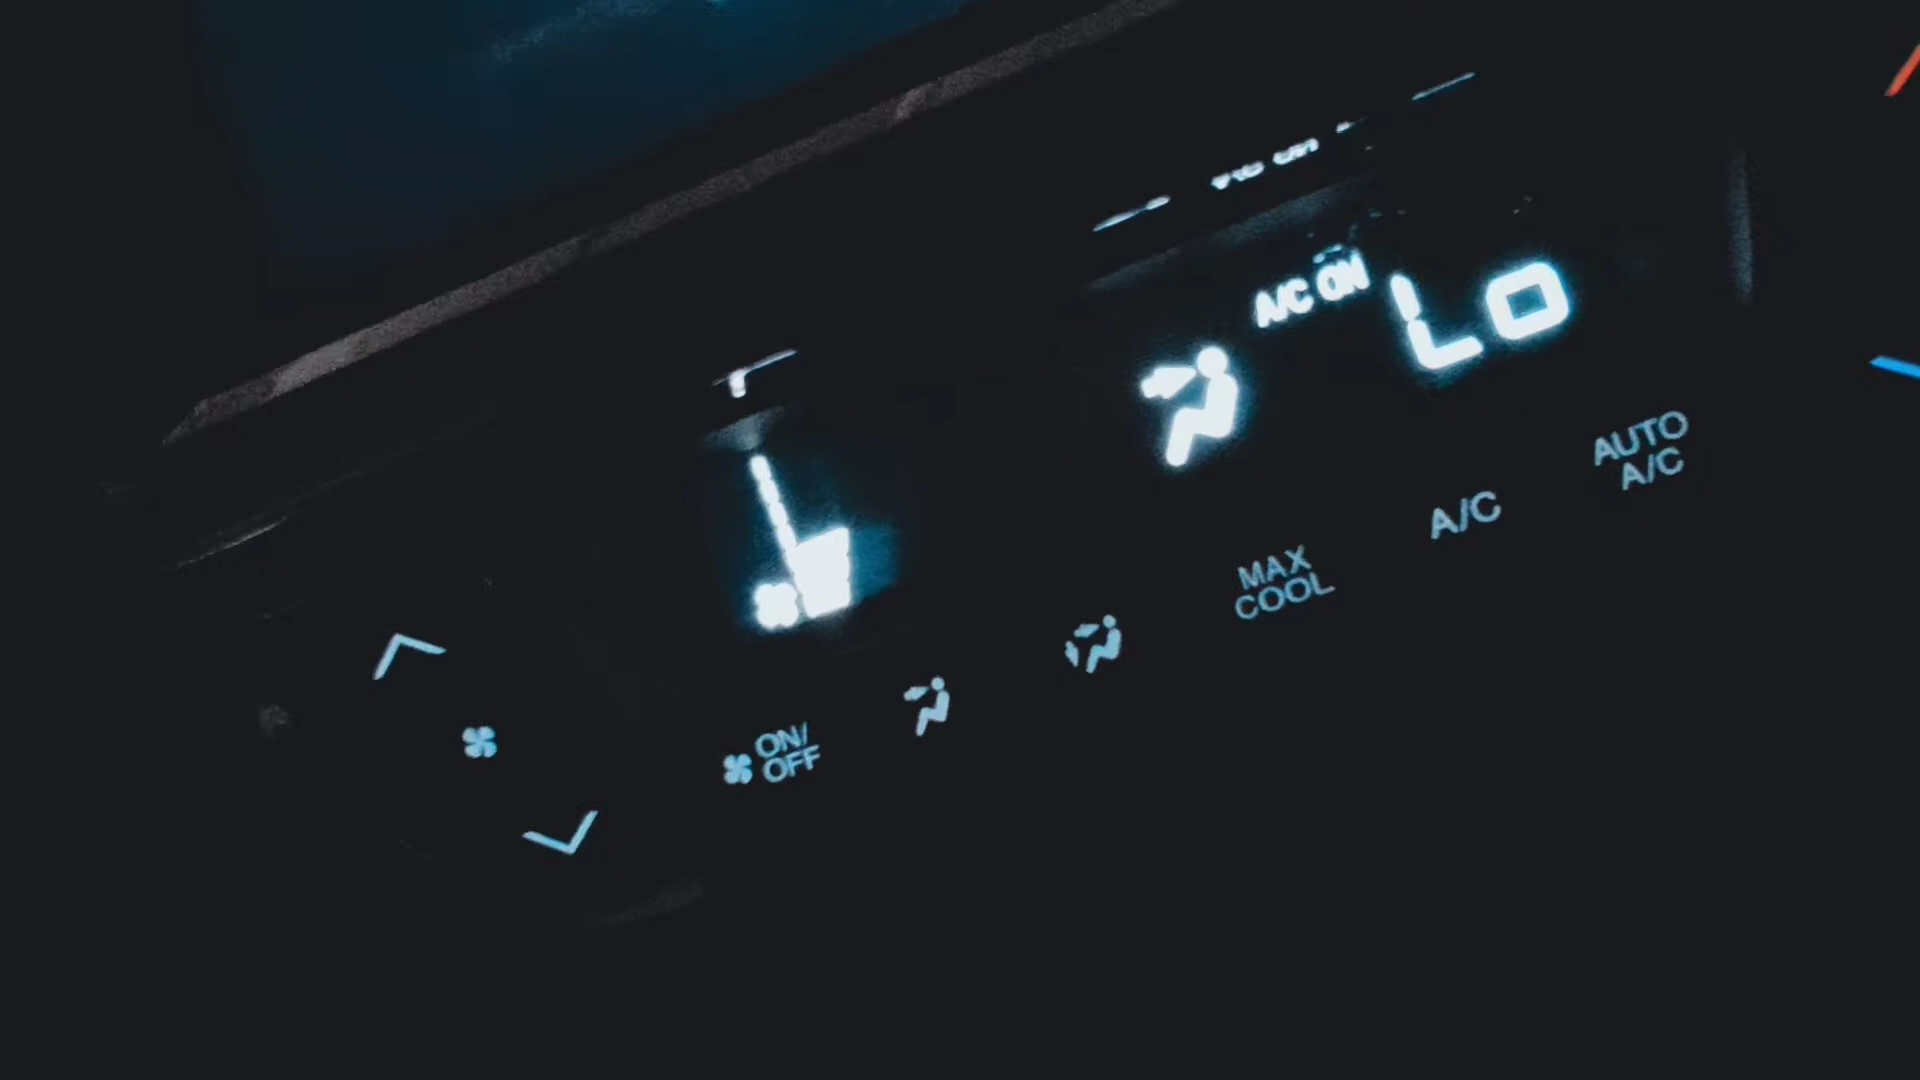 A/C ON
LO
AUTO
A/C
A/C
MAX
COOL
ON/
OFF